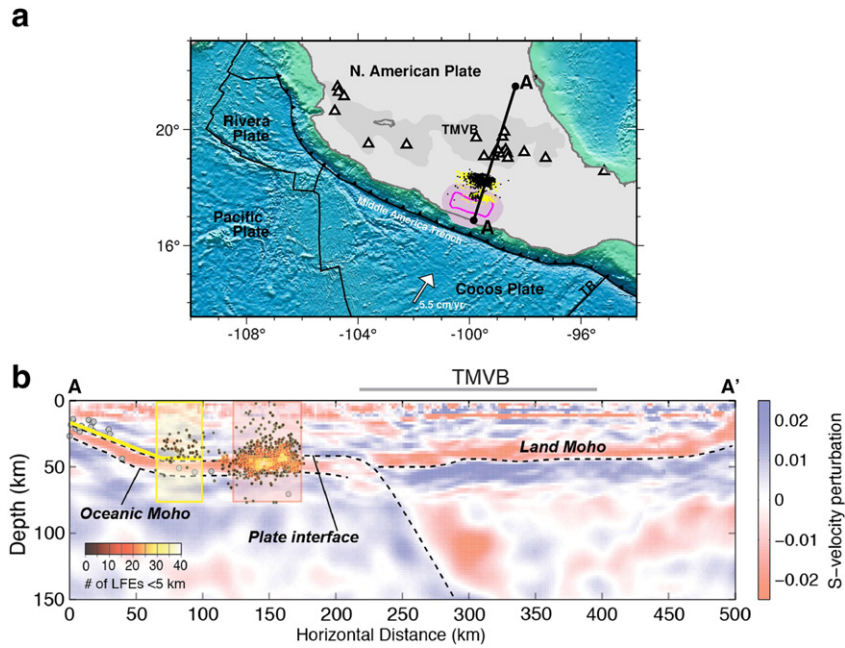 a
N. American Plate
A'
20°
Rivera
Plate
TMVB
Middle America Trench
A
Pacific
Plate
16°
Cocos Plate
5.5 cm/yr
TR
-108° -104° -100° -96°
b
A
TMVB
A'
0
50
100
150
Depth (km)
Land Moho
Oceanic Moho
Plate interface
0 10 20 30 40
# of LFEs <5 km
0 50 100 150 200 250 300 350 400 450 500
Horizontal Distance (km)
0.02
0.01
0
−0.01
−0.02
S−velocity perturbation